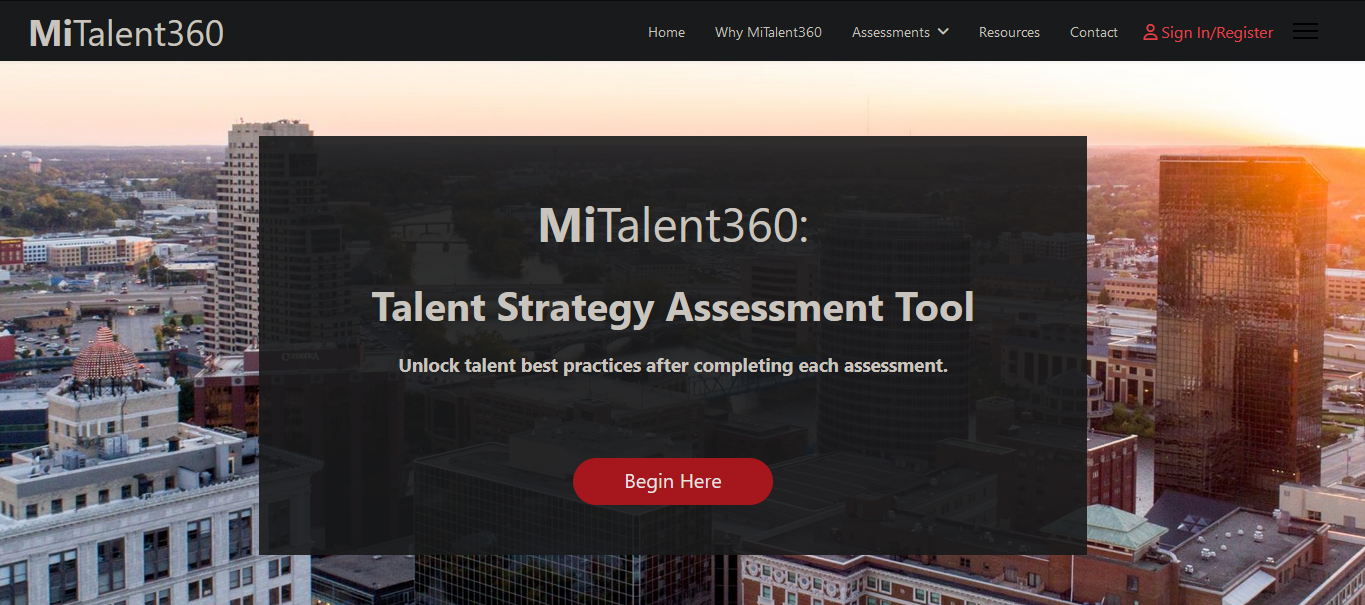 MiTalent360
Home Why MiTalent360 Assessments Resources Contact Sign In/Register
MiTalent360:
Talent Strategy Assessment Tool
Unlock talent best practices after completing each assessment.
Begin Here